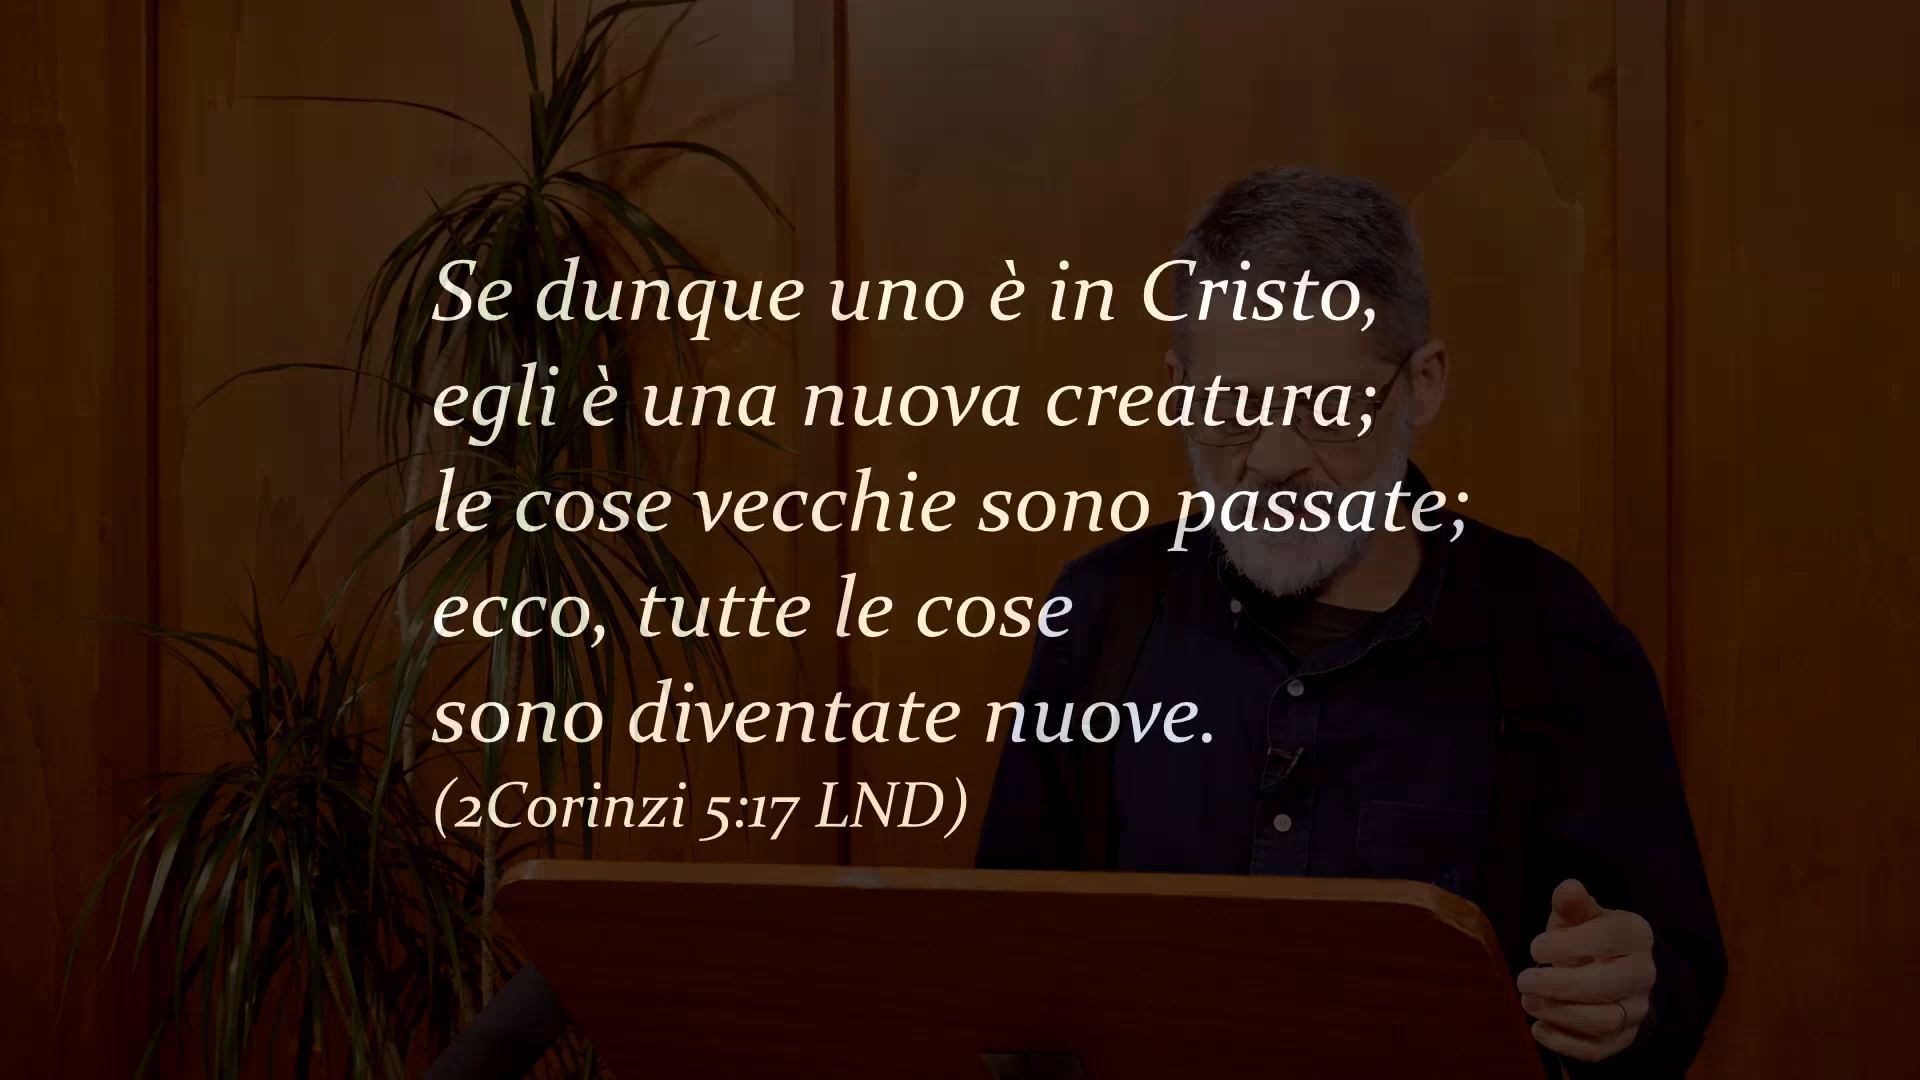 Se dunque uno è in Cristo,
egli è una nuova creatura;
le cose vecchie sono passate;
ecco, tutte le cose
sono diventate nuove.
(2Corinzi 5:17 LND)